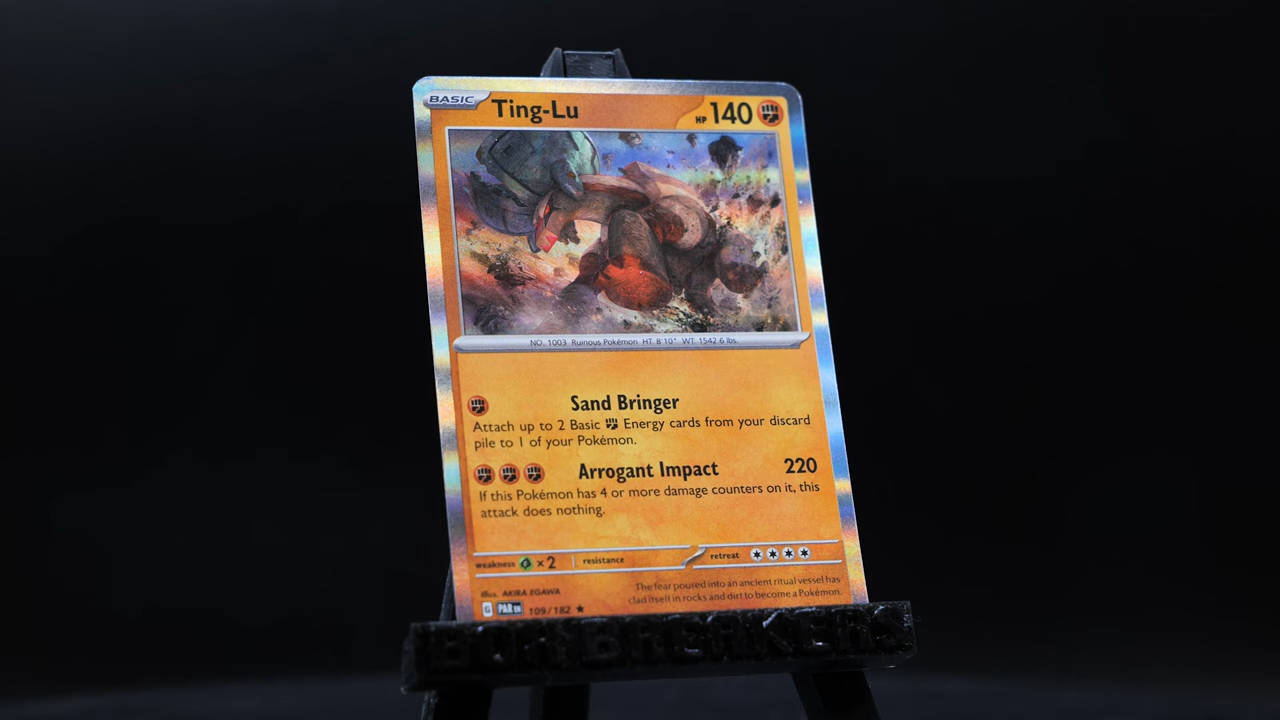 BASIC Ting-Lu HP 140
NO. 1003 Ruinous Pokémon HT: 8'10" WT: 1542.6 lbs.
Sand Bringer
Attach up to 2 Basic Energy cards from your discard
pile to 1 of your Pokémon.
Arrogant Impact 220
If this Pokémon has 4 or more damage counters on it, this
attack does nothing.
weakness ×2 resistance retreat
Illus. AKIRA EGAWA
The fear poured into an ancient ritual vessel has
clad itself in rocks and dirt to become a Pokémon.
G PAR EN 109/182
BOX BREAKERS